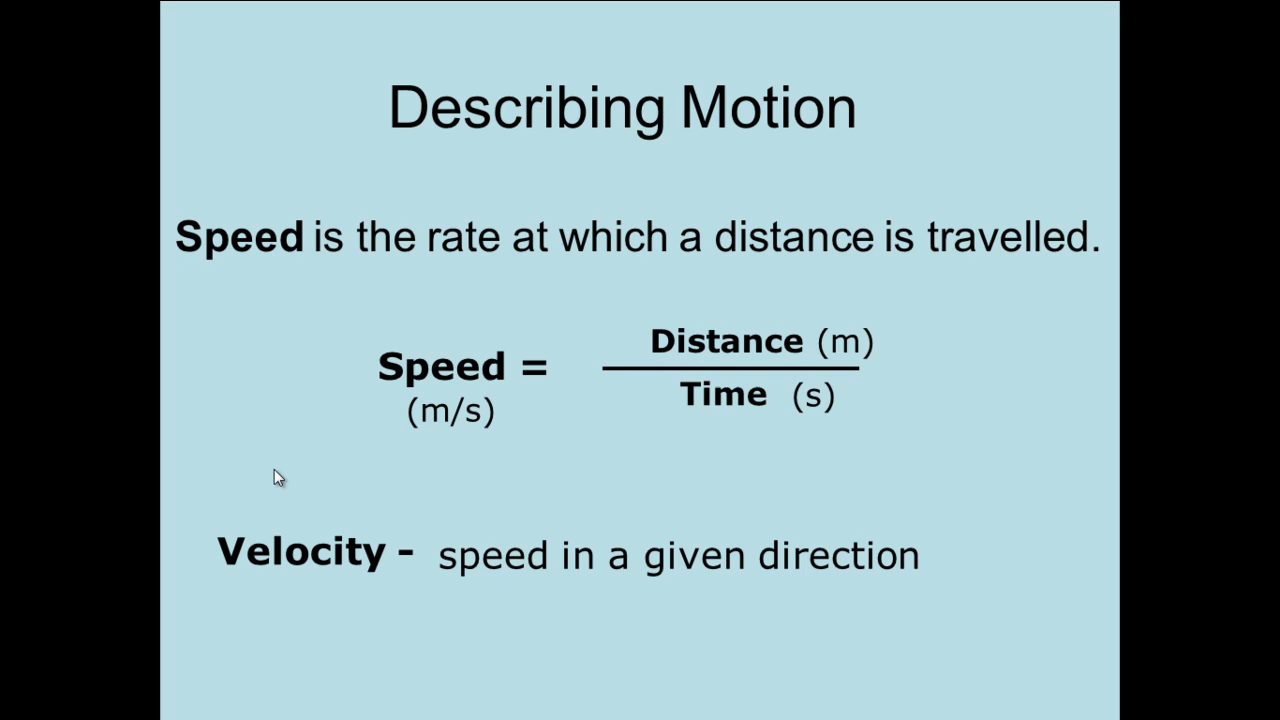 Describing Motion
Speed is the rate at which a distance is travelled.
Speed =
(m/s)
Distance (m)
Time (s)
Velocity - speed in a given direction